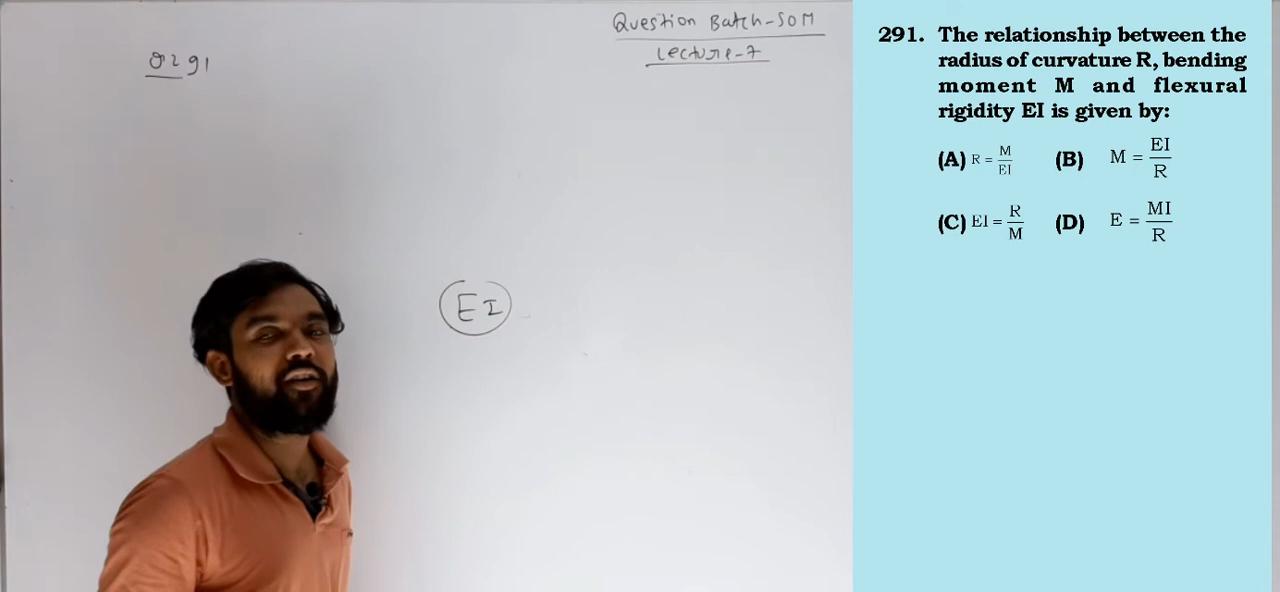 Question Batch-SOM
Lecture-7
Q291
EI
291. The relationship between the
radius of curvature R, bending
moment M and flexural
rigidity EI is given by:
(A) R = M/EI (B) M = EI/R
(C) EI = R/M (D) E = MI/R